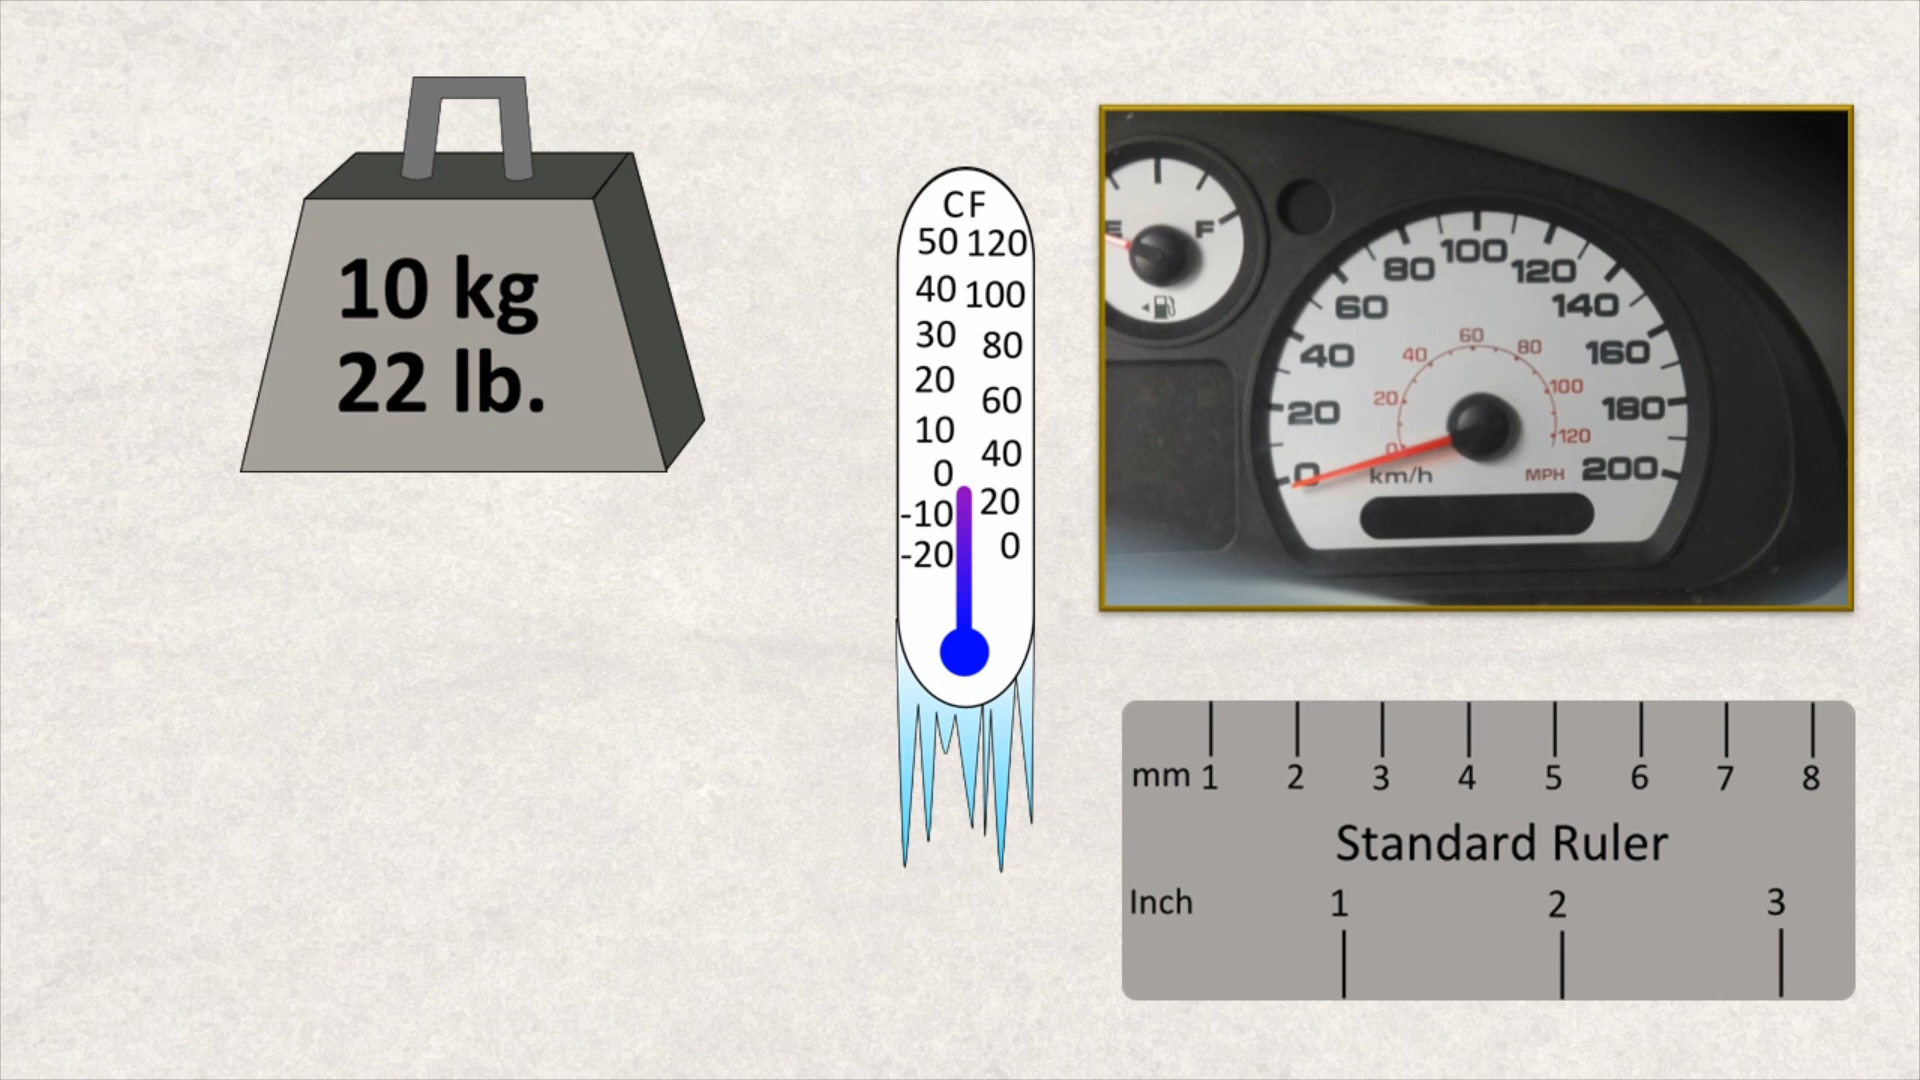 10 kg
22 lb.
C F
50 120
40 100
30 80
20 60
10 40
0 20
-10 0
-20
E F
0 20 40 60 80 100 120 140 160 180 200
0 20 40 60 80 100 120
km/h MPH
mm 1 2 3 4 5 6 7 8
Standard Ruler
Inch 1 2 3